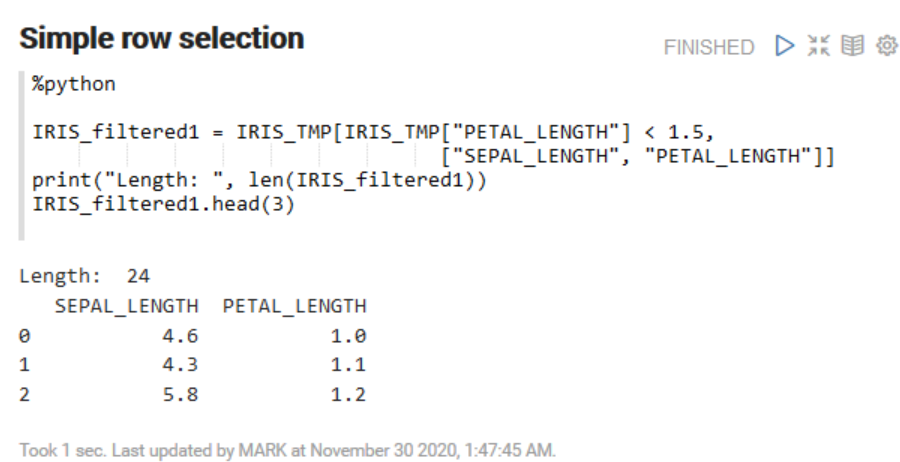 Simple row selection
FINISHED
%python
IRIS_filtered1 = IRIS_TMP[IRIS_TMP["PETAL_LENGTH"] < 1.5,
["SEPAL_LENGTH", "PETAL_LENGTH"]]
print("Length: ", len(IRIS_filtered1))
IRIS_filtered1.head(3)
Length:  24
SEPAL_LENGTH  PETAL_LENGTH
0 4.6 1.0
1 4.3 1.1
2 5.8 1.2
Took 1 sec. Last updated by MARK at November 30 2020, 1:47:45 AM.